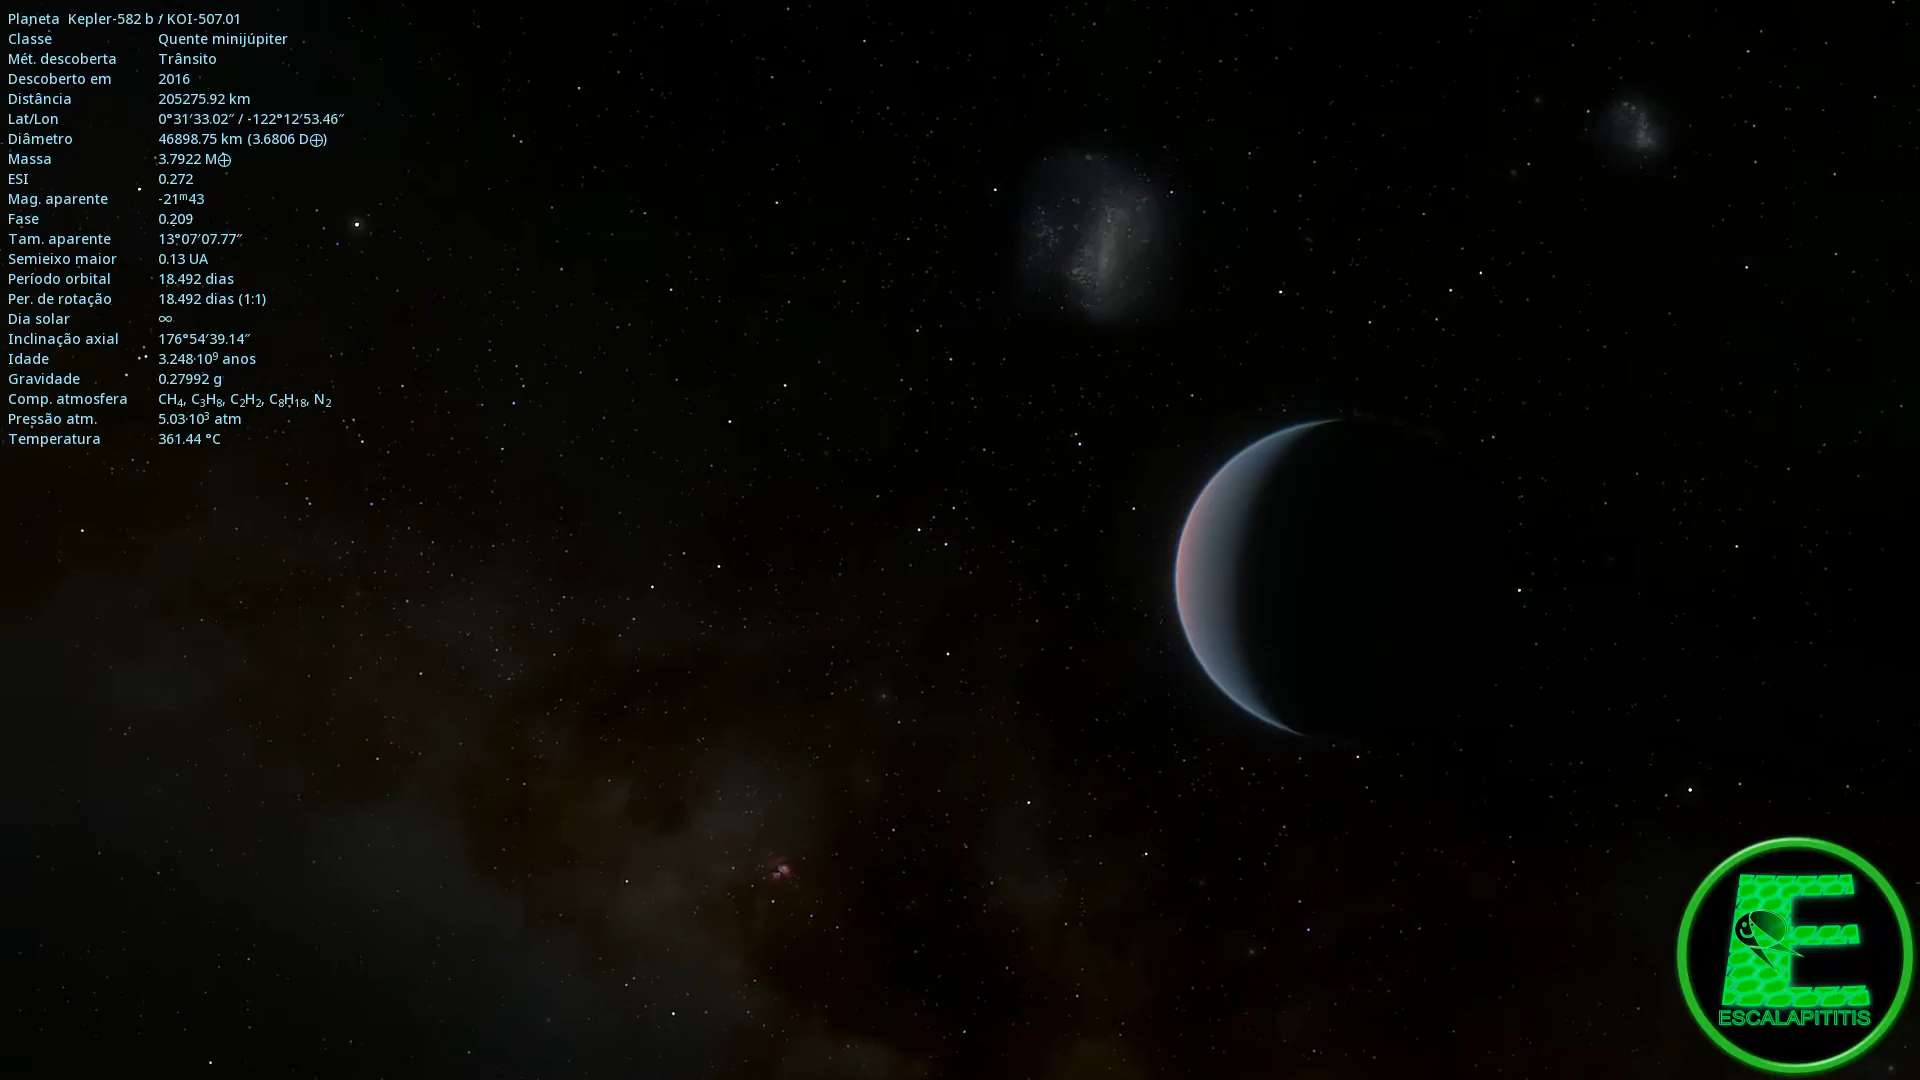 Planeta Kepler-582 b / KOI-507.01
Classe Quente minijúpiter
Mét. descoberta Trânsito
Descoberto em 2016
Distância 205275.92 km
Lat/Lon 0°31′33.02″ / -122°12′53.46″
Diâmetro 46898.75 km (3.6806 D⊕)
Massa 3.7922 M⊕
ESI 0.272
Mag. aparente -21ᵐ43
Fase 0.209
Tam. aparente 13°07′07.77″
Semieixo maior 0.13 UA
Período orbital 18.492 dias
Per. de rotação 18.492 dias (1:1)
Dia solar ∞
Inclinação axial 176°54′39.14″
Idade 3.248·10⁹ anos
Gravidade 0.27992 g
Comp. atmosfera CH₄, C₃H₈, C₂H₂, C₈H₁₈, N₂
Pressão atm. 5.03·10³ atm
Temperatura 361.44 °C
E
ESCALAPITITIS